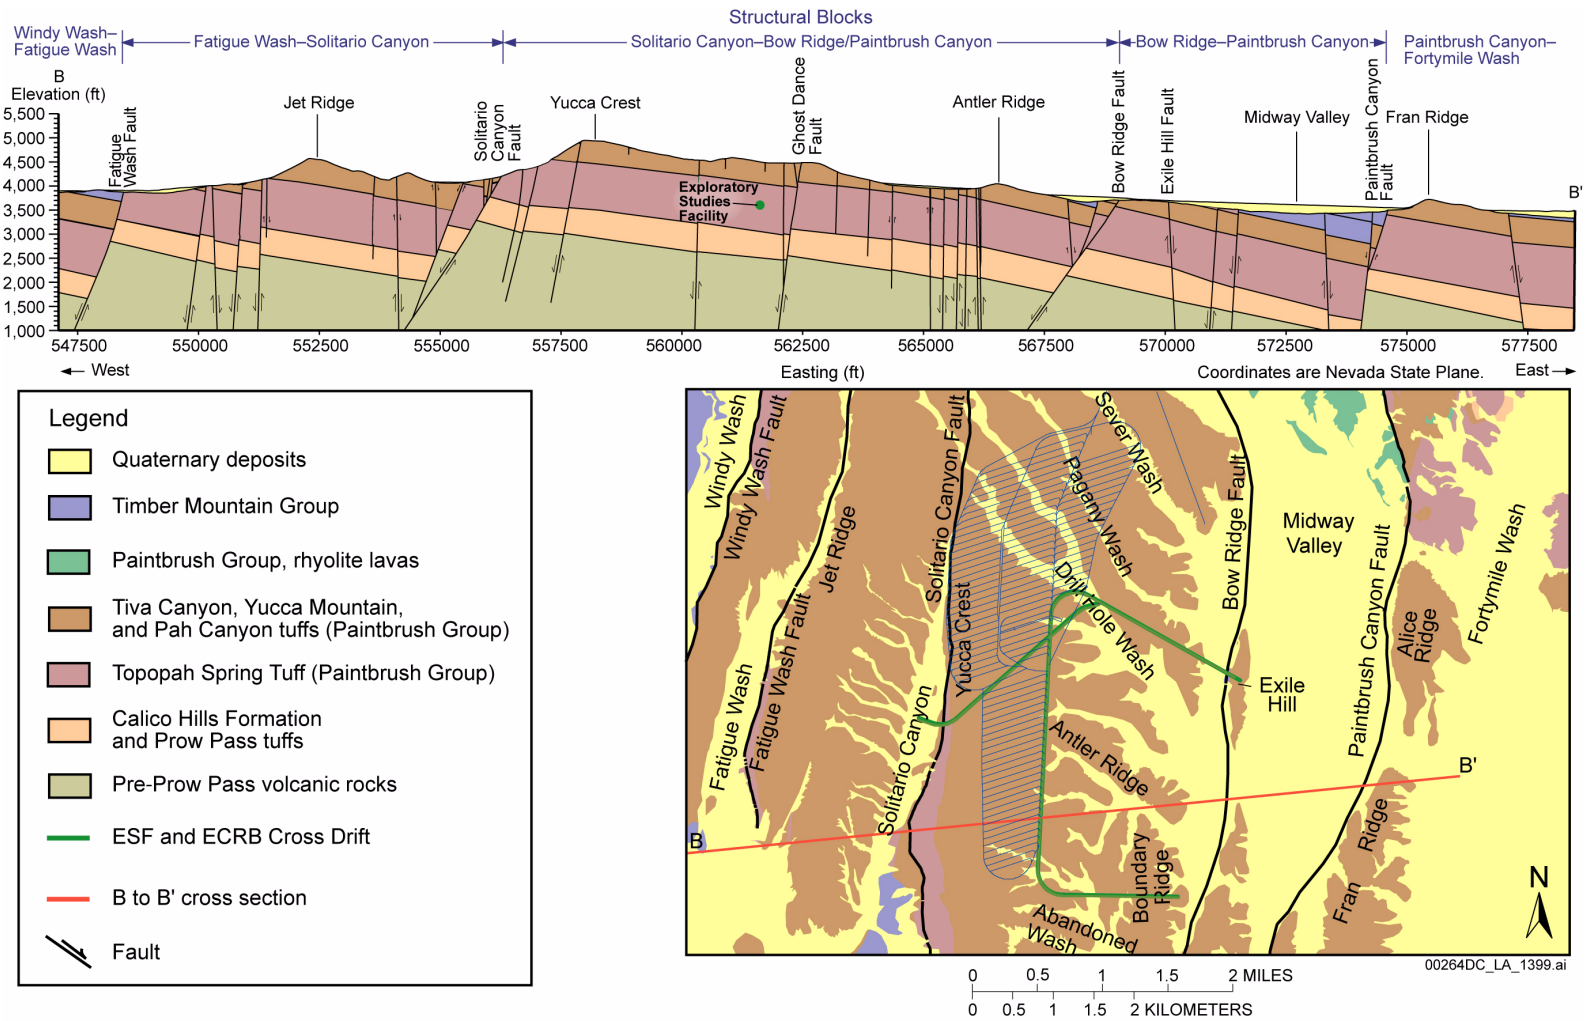 Structural Blocks
Windy Wash–
Fatigue Wash
Fatigue Wash–Solitario Canyon
Solitario Canyon–Bow Ridge/Paintbrush Canyon
Bow Ridge–Paintbrush Canyon
Paintbrush Canyon–
Fortymile Wash
B
Elevation (ft)
Fatigue
Wash Fault
Jet Ridge
Solitario
Canyon
Fault
Yucca Crest
Ghost Dance
Fault
Antler Ridge
Bow Ridge Fault
Exile Hill Fault
Midway Valley
Paintbrush Canyon
Fault
Fran Ridge
B'
5,500
5,000
4,500
4,000
3,500
3,000
2,500
2,000
1,500
1,000
Exploratory
Studies
Facility
547500
550000
552500
555000
557500
560000
562500
565000
567500
570000
572500
575000
577500
West
Easting (ft)
Coordinates are Nevada State Plane.
East
Legend
Quaternary deposits
Timber Mountain Group
Paintbrush Group, rhyolite lavas
Tiva Canyon, Yucca Mountain,
and Pah Canyon tuffs (Paintbrush Group)
Topopah Spring Tuff (Paintbrush Group)
Calico Hills Formation
and Prow Pass tuffs
Pre-Prow Pass volcanic rocks
ESF and ECRB Cross Drift
B to B' cross section
Fault
Windy Wash
Windy Wash Fault
Jet Ridge
Solitario Canyon Fault
Sever Wash
Pagany Wash
Bow Ridge Fault
Midway
Valley
Fortymile Wash
Paintbrush Canyon Fault
Alice
Ridge
Drill Hole Wash
Yucca Crest
Fatigue Wash
Fatigue Wash Fault
Solitario Canyon
Exile
Hill
Antler Ridge
B
B'
Boundary
Ridge
Fran
Ridge
Abandoned
Wash
N
00264DC_LA_1399.ai
0 0.5 1 1.5 2 MILES
0 0.5 1 1.5 2 KILOMETERS